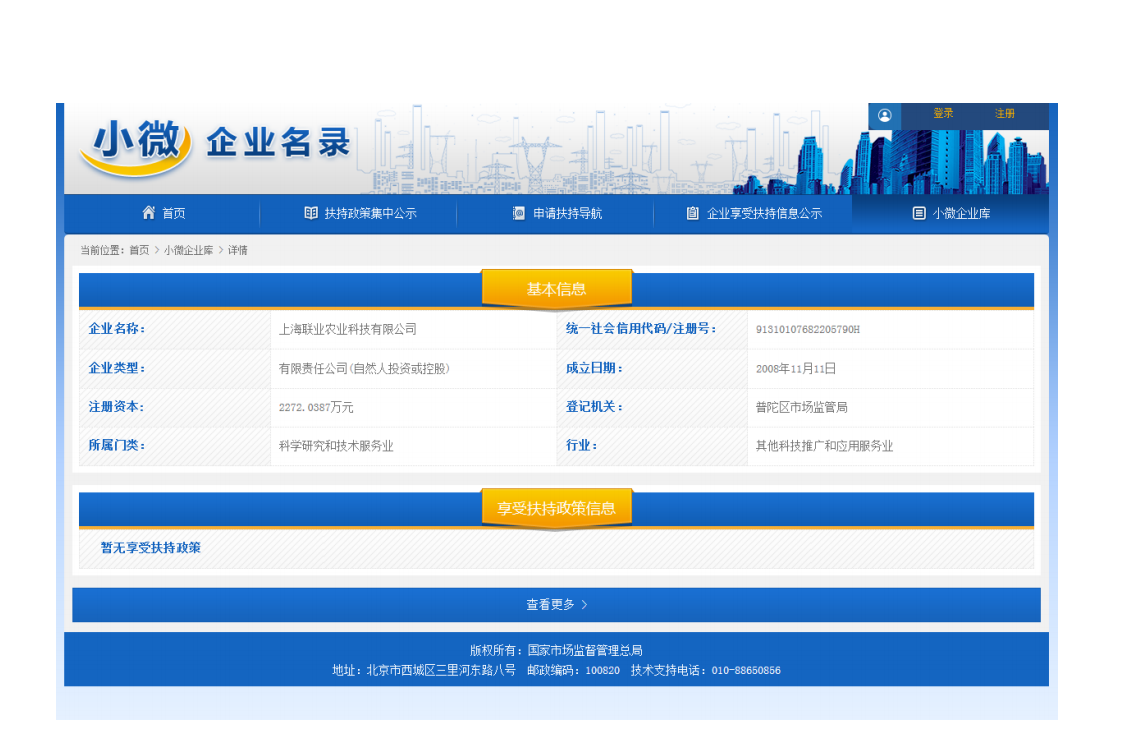 小微 企业名录
登录 注册
首页 扶持政策集中公示 申请扶持导航 企业享受扶持信息公示 小微企业库
当前位置: 首页 > 小微企业库 > 详情
基本信息
企业名称: 上海联业农业科技有限公司 统一社会信用代码/注册号: 91310107682205790H
企业类型: 有限责任公司(自然人投资或控股) 成立日期: 2008年11月11日
注册资本: 2272.0387万元 登记机关: 普陀区市场监管局
所属门类: 科学研究和技术服务业 行业: 其他科技推广和应用服务业
享受扶持政策信息
暂无享受扶持政策
查看更多 >
版权所有: 国家市场监督管理总局
地址: 北京市西城区三里河东路八号 邮政编码: 100820 技术支持电话: 010-88650856